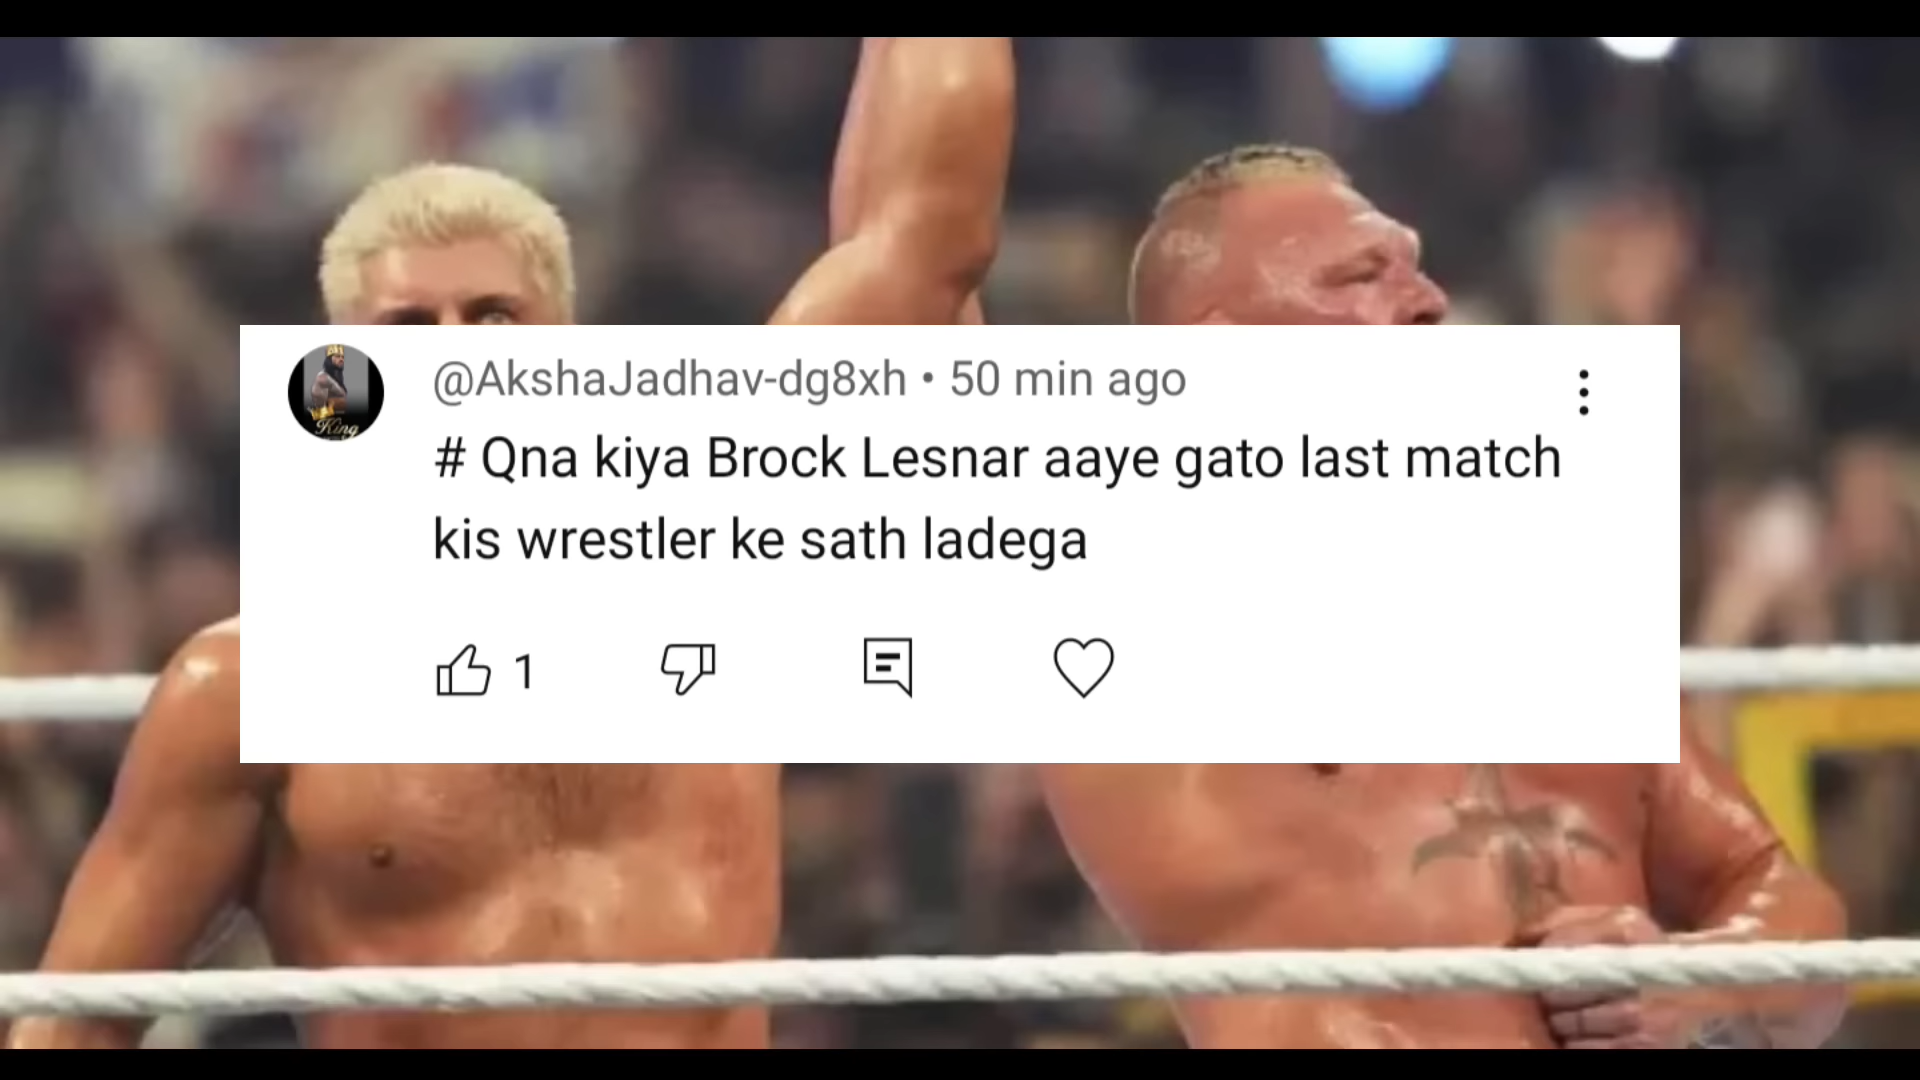 King
@AkshaJadhav-dg8xh • 50 min ago
# Qna kiya Brock Lesnar aaye gato last match
kis wrestler ke sath ladega
1